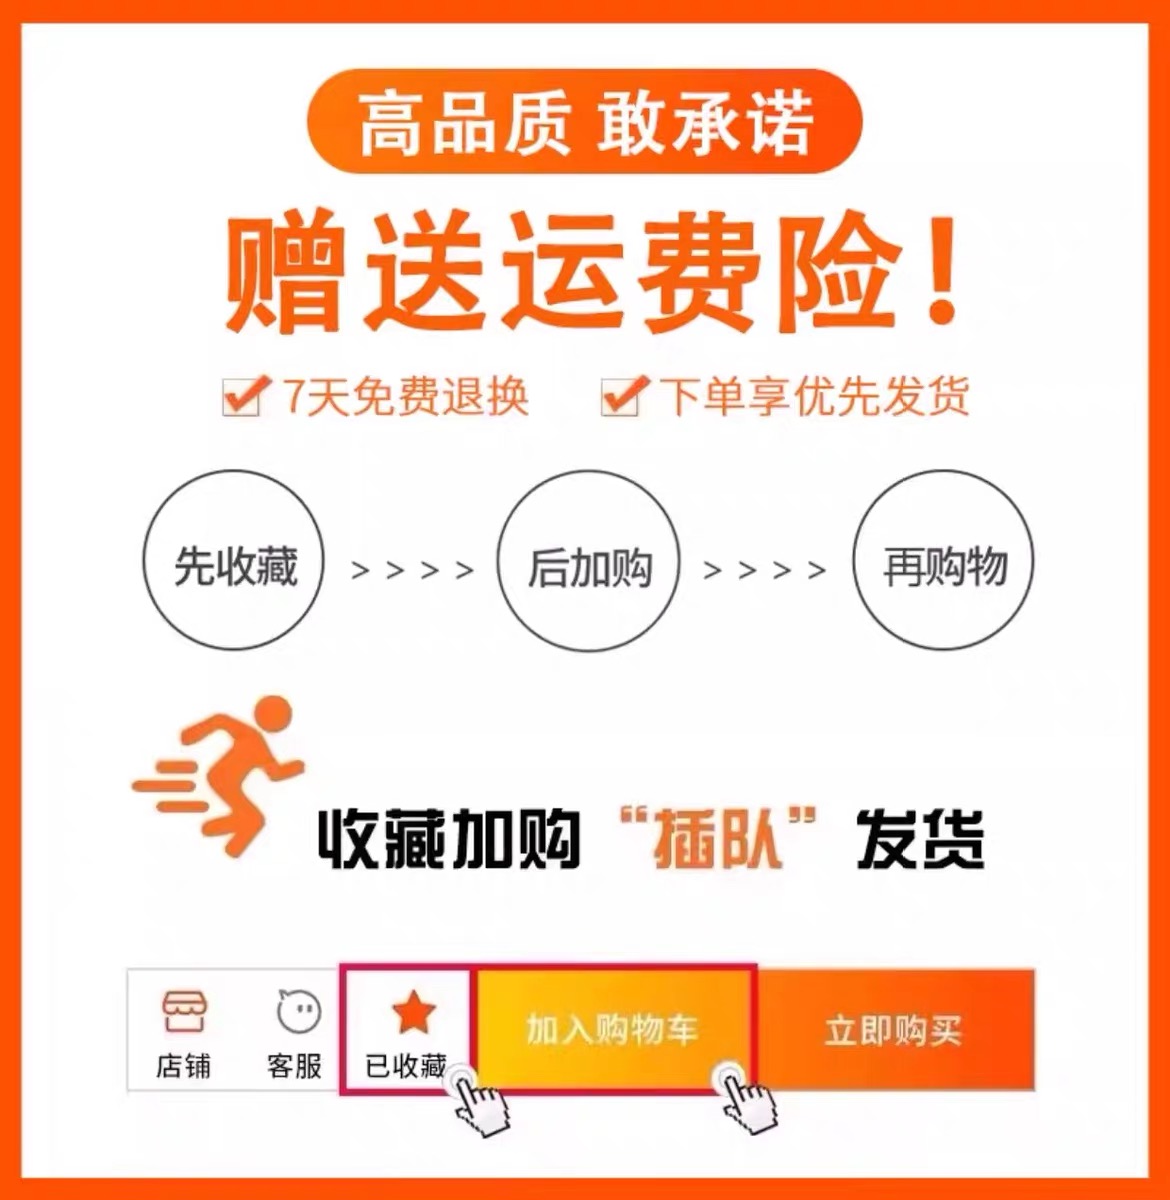 高品质 敢承诺
赠送运费险！
7天免费退换 下单享优先发货
先收藏 >>>> 后加购 >>>> 再购物
收藏加购 “插队” 发货
店铺 客服 已收藏 加入购物车 立即购买